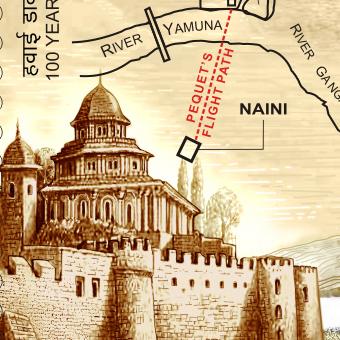 हवाई डा
100 YEAR
RIVER YAMUNA
RIVER GANG
PEQUET'S
FLIGHT PATH
NAINI